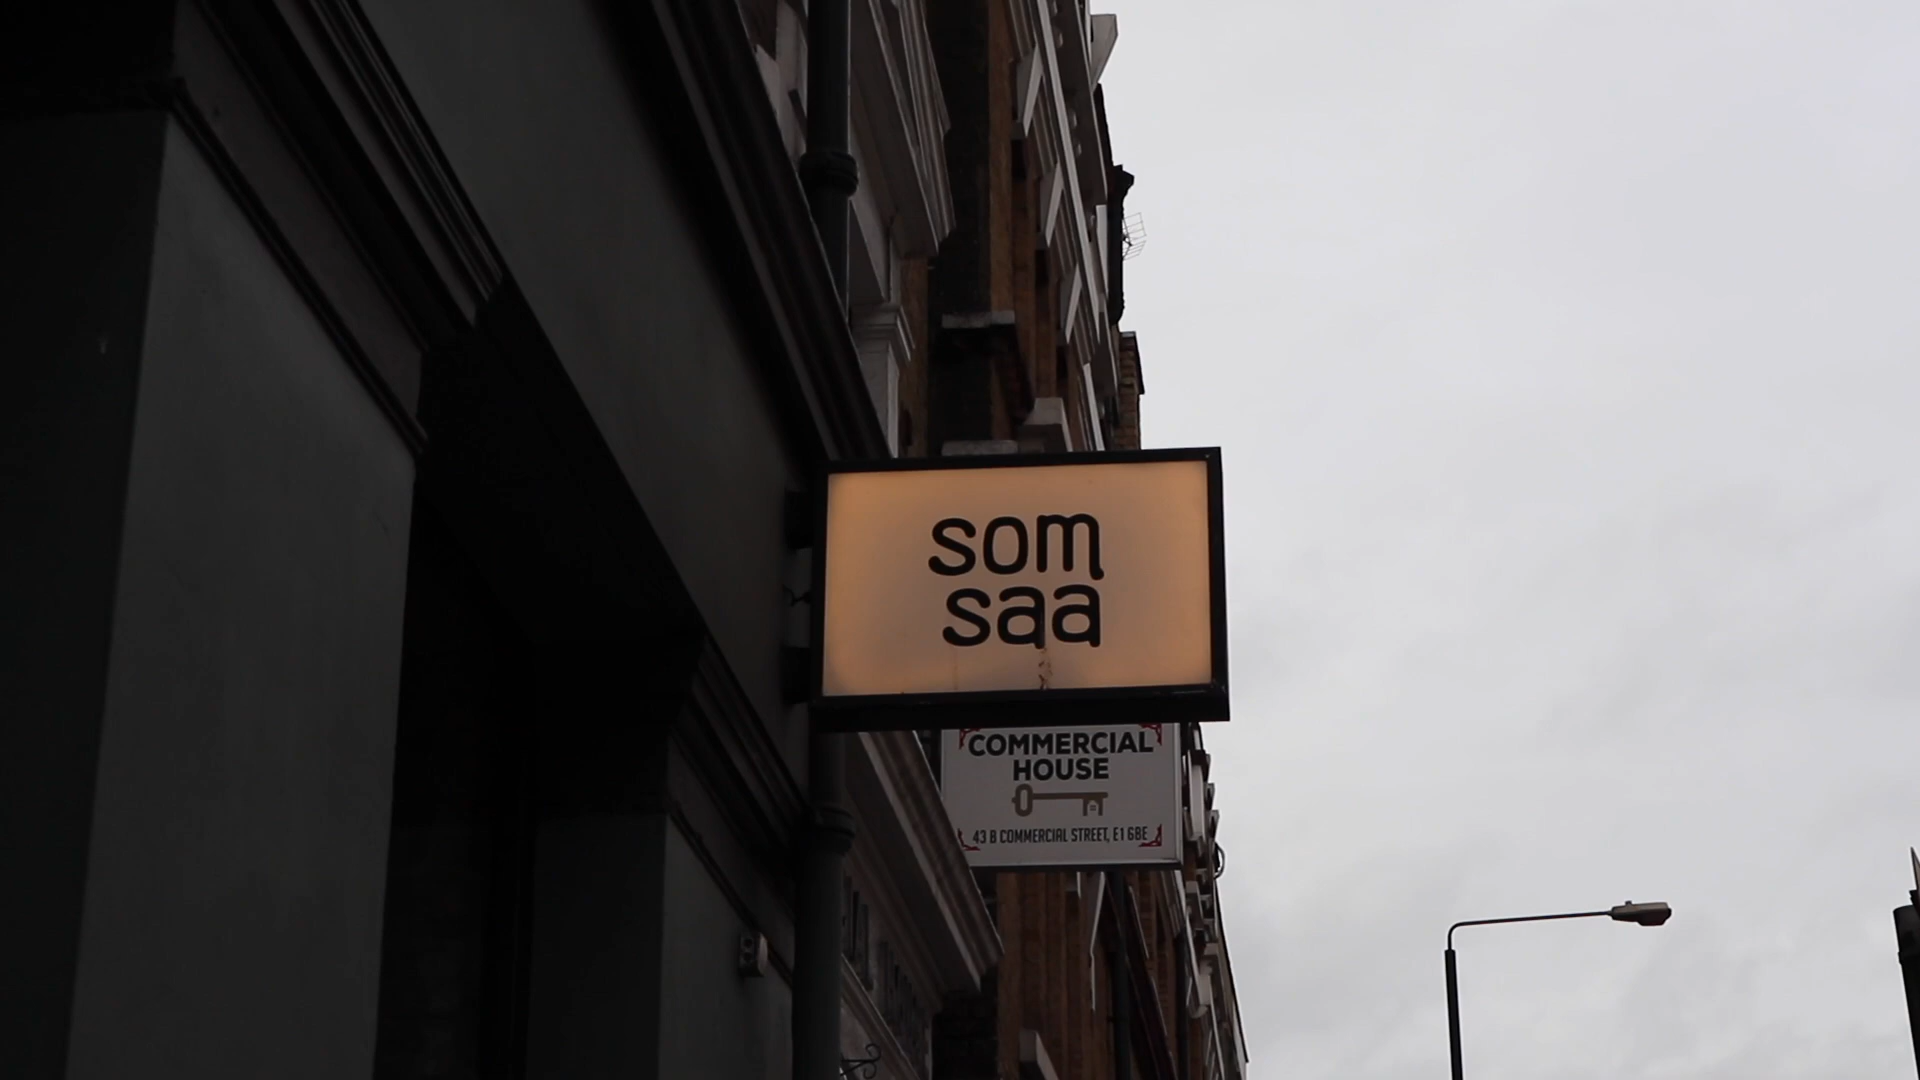 som
saa
COMMERCIAL
HOUSE
43 B COMMERCIAL STREET, E1 6BE